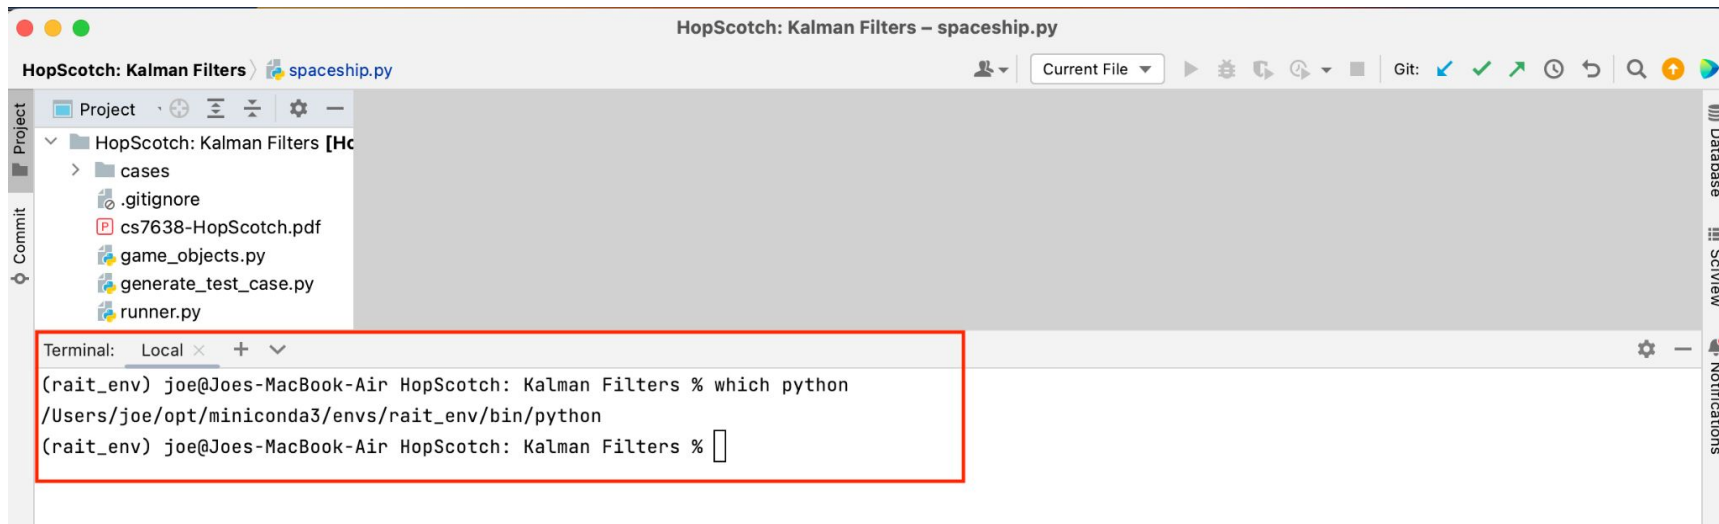 HopScotch: Kalman Filters – spaceship.py
HopScotch: Kalman Filters spaceship.py
Current File
Git:
Project
Project
HopScotch: Kalman Filters [Ho
cases
.gitignore
cs7638-HopScotch.pdf
game_objects.py
generate_test_case.py
runner.py
Commit
Database
SciView
Notifications
Terminal: Local
(rait_env) joe@Joes-MacBook-Air HopScotch: Kalman Filters % which python
/Users/joe/opt/miniconda3/envs/rait_env/bin/python
(rait_env) joe@Joes-MacBook-Air HopScotch: Kalman Filters %